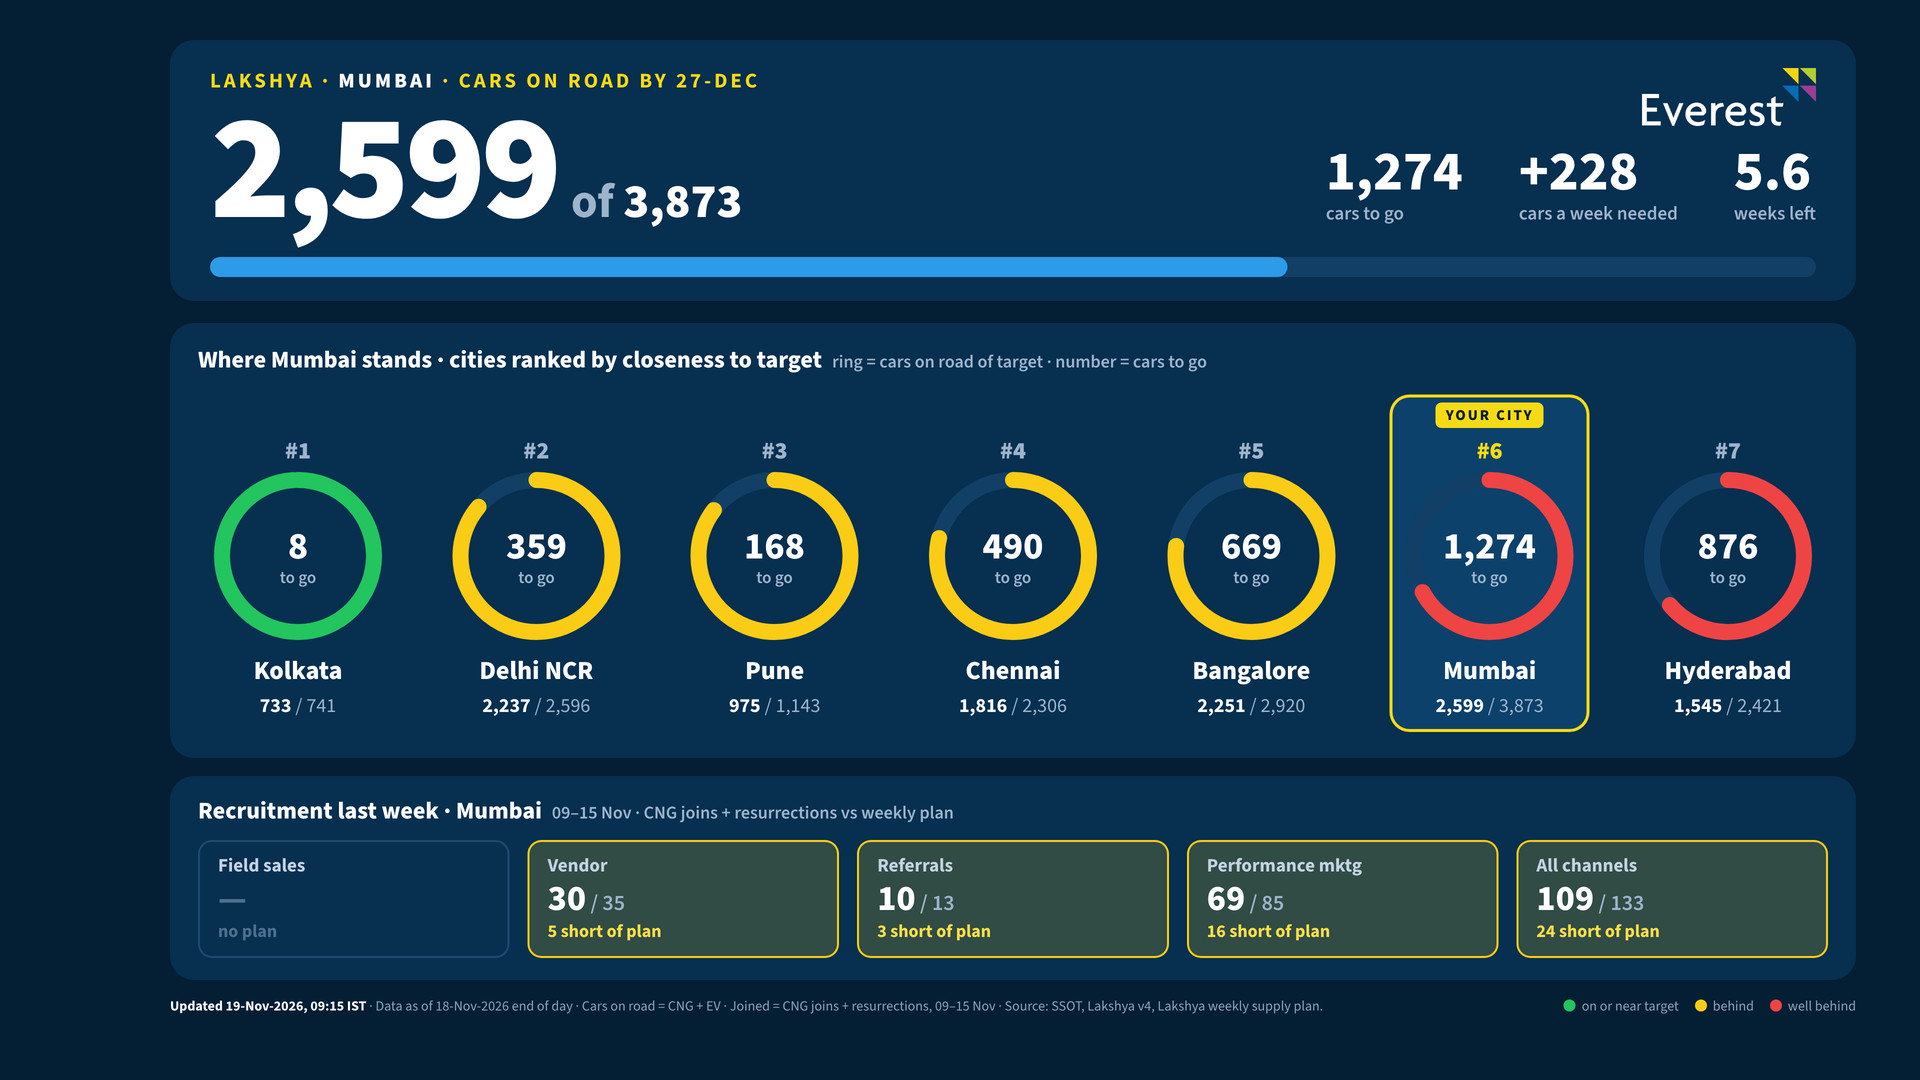 LAKSHYA · MUMBAI · CARS ON ROAD BY 27-DEC
Everest
2,599 of 3,873
1,274
cars to go
+228
cars a week needed
5.6
weeks left
Where Mumbai stands · cities ranked by closeness to target ring = cars on road of target · number = cars to go
#1
8
to go
Kolkata
733 / 741
#2
359
to go
Delhi NCR
2,237 / 2,596
#3
168
to go
Pune
975 / 1,143
#4
490
to go
Chennai
1,816 / 2,306
#5
669
to go
Bangalore
2,251 / 2,920
YOUR CITY
#6
1,274
to go
Mumbai
2,599 / 3,873
#7
876
to go
Hyderabad
1,545 / 2,421
Recruitment last week · Mumbai 09–15 Nov · CNG joins + resurrections vs weekly plan
Field sales
—
no plan
Vendor
30 / 35
5 short of plan
Referrals
10 / 13
3 short of plan
Performance mktg
69 / 85
16 short of plan
All channels
109 / 133
24 short of plan
Updated 19-Nov-2026, 09:15 IST · Data as of 18-Nov-2026 end of day · Cars on road = CNG + EV · Joined = CNG joins + resurrections, 09–15 Nov · Source: SSOT, Lakshya v4, Lakshya weekly supply plan.
on or near target
behind
well behind